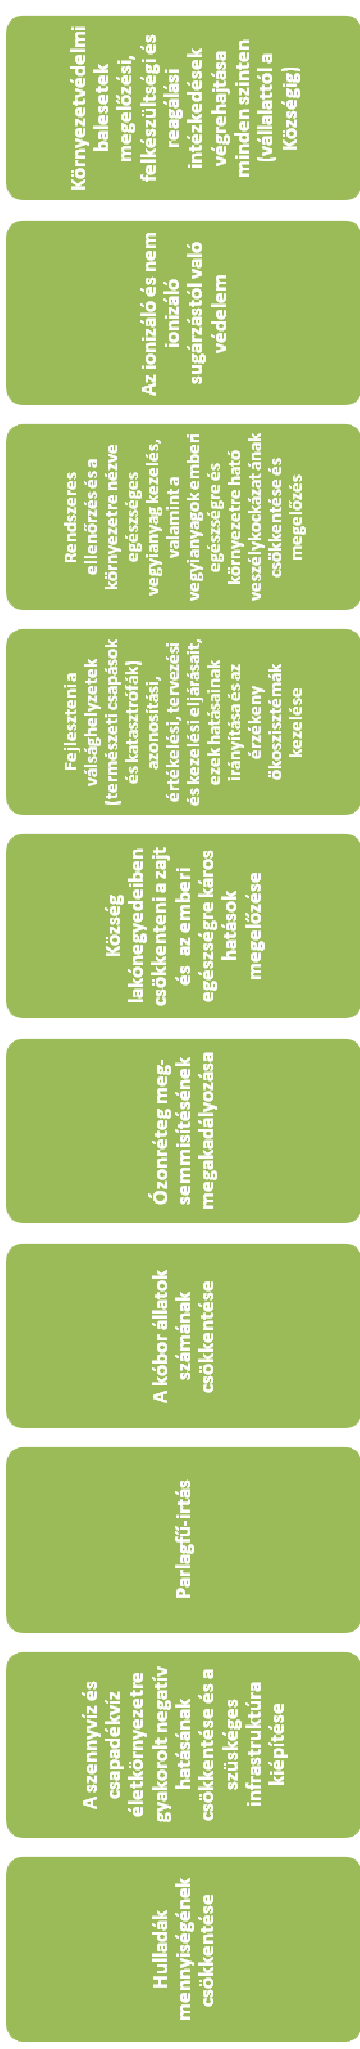 Hulladák
mennyiségének
csökkentése
A szennyvíz és
csapadékvíz
életkörnyezetre
gyakorolt negatív
hatásának
csökkentése és a
szüskéges
infrastruktúra
kiépítése
Parlagfű-irtás
A kóbor állatok
számának
csökkentése
Ózonréteg meg-
semmisítésének
megakadályozása
Község
lakónegyedeiben
csökkenteni a zajt
és az emberi
egészségre káros
hatások
megelőzése
Fejleszteni a
válsághelyzetek
(természeti csapások
és katasztrófák)
azonosítási,
értékelési, tervezési
és kezelési eljárásait,
ezek hatásainak
irányítása és az
érzékeny
ökoszisztémák
kezelése
Rendszeres
ellenőrzés és a
környezetre nézve
egészséges
vegyianyag kezelés,
valamint a
vegyianyagok emberi
egészségre és
környezetre ható
veszélykockázatának
csökkentése és
megelőzés
Az ionizáló és nem
ionizáló
sugárzástól való
védelem
Környezetvédelmi
balesetek
megelőzési,
felkészültségi és
reagálási
intézkedések
végrehajtása
minden szinten
(vállalattól a
Községig)